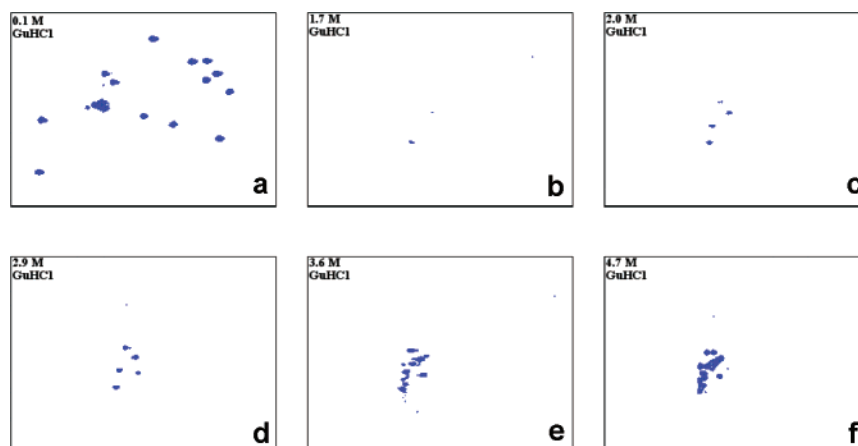 0.1 M
GuHCl
a
1.7 M
GuHCl
b
2.0 M
GuHCl
c
2.9 M
GuHCl
d
3.6 M
GuHCl
e
4.7 M
GuHCl
f